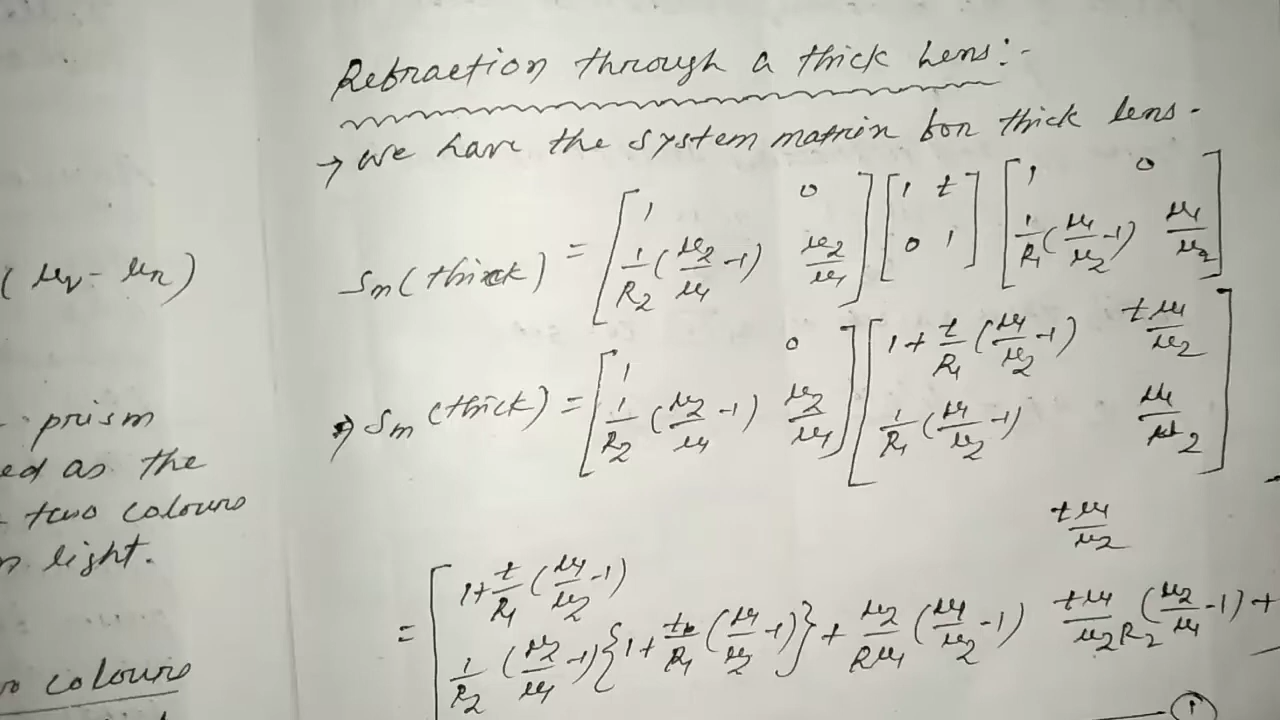 Refraction through a thick lens:-
→ we have the system matrix for thick lens-
Sm(thick) = [1 0; 1/R2 (μ2/μ1 -1) μ2/μ1] [1 t; 0 1] [1 0; 1/R1 (μ1/μ2 -1) μ1/μ2]
⇒ Sm (thick) = [1 0; 1/R2 (μ2/μ1 -1) μ2/μ1] [1+ t/R1 (μ1/μ2 -1) tμ1/μ2; 1/R1 (μ1/μ2 -1) μ1/μ2]
= [1+ t/R1 (μ1/μ2 -1) tμ1/μ2; 1/R2 (μ2/μ1 -1){1+ t/R1 (μ1/μ2 -1)} + μ2/Rμ1 (μ1/μ2 -1) tμ1/μ2R2 (μ2/μ1 -1) +
1
(μv - μr)
prism
ed as the
two colours
light.
colours